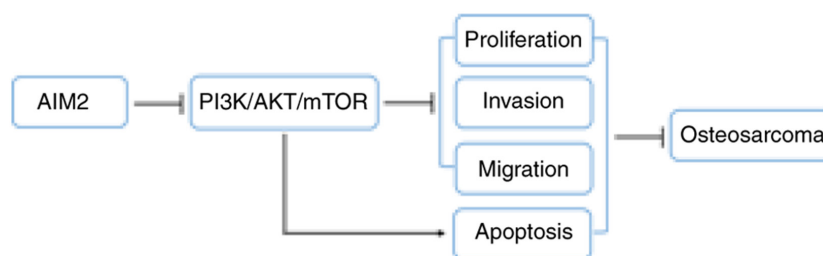 AIM2
PI3K/AKT/mTOR
Proliferation
Invasion
Migration
Apoptosis
Osteosarcoma